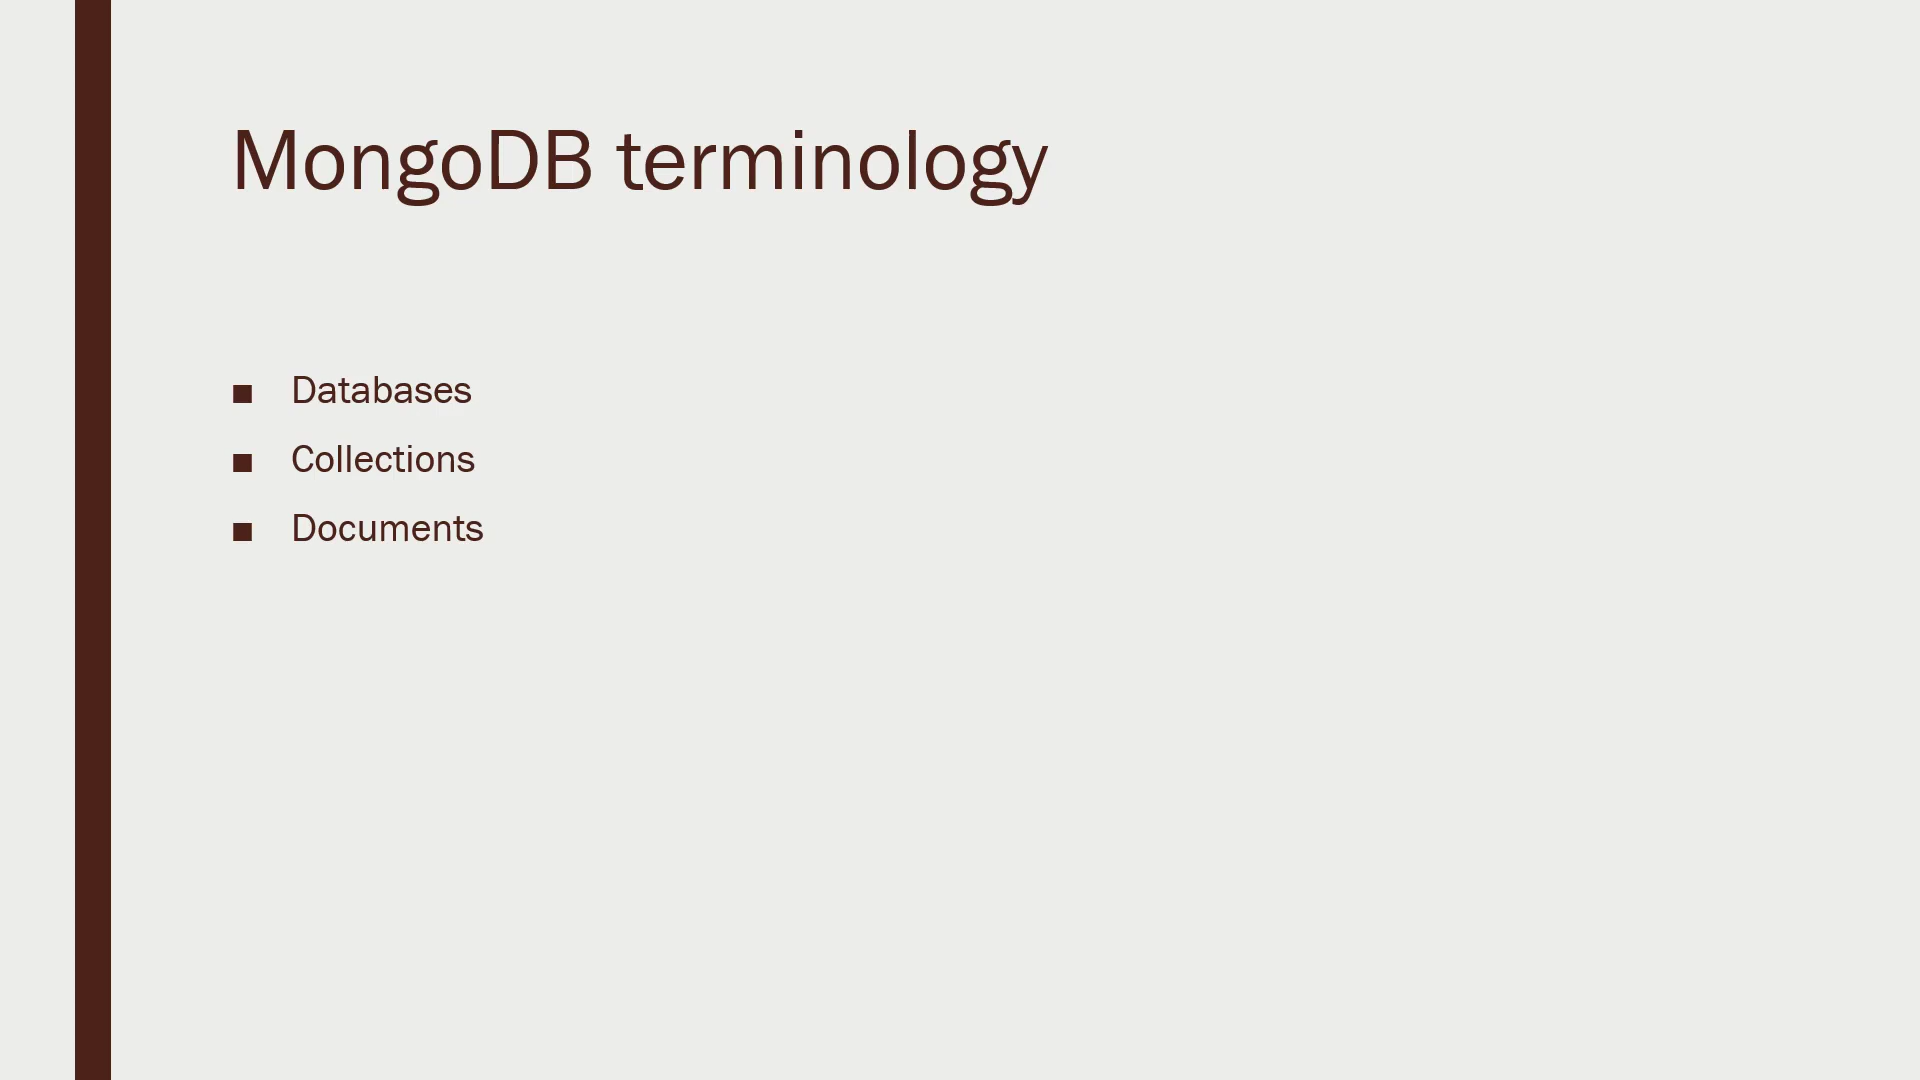 MongoDB terminology
■ Databases
■ Collections
■ Documents